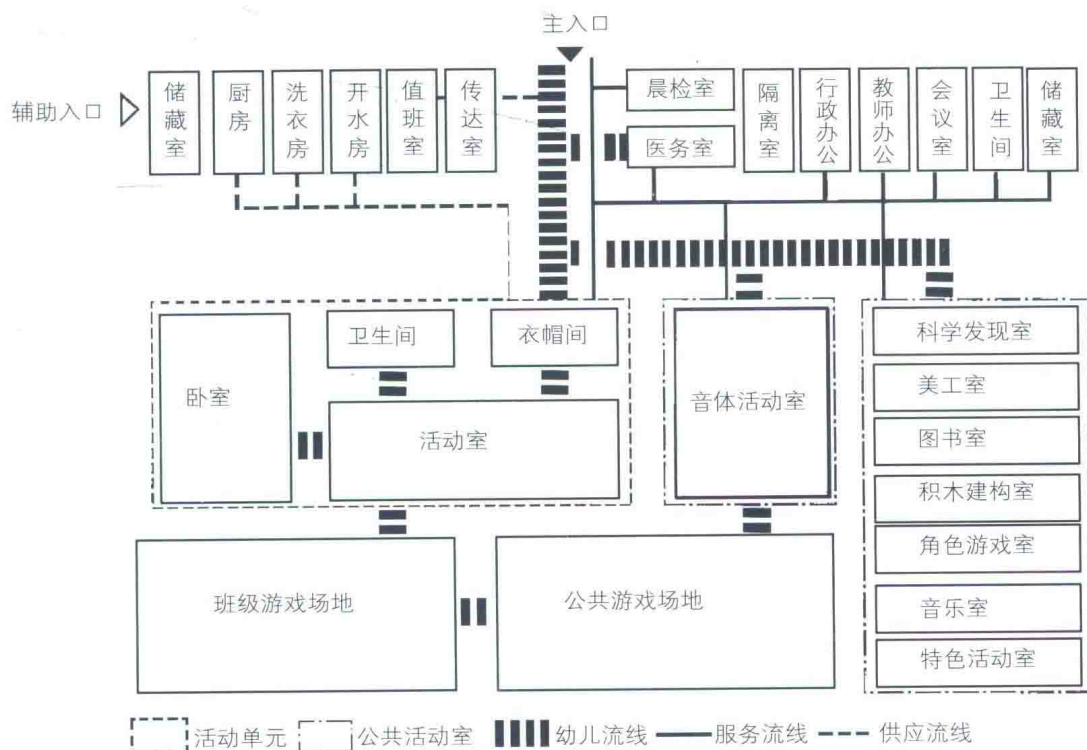 主入口
辅助入口
储藏室
厨房
洗衣房
开水房
值班室
传达室
晨检室
医务室
隔离室
行政办公
教师办公
会议室
卫生间
储藏室
卧室
卫生间
衣帽间
活动室
音体活动室
科学发现室
美工室
图书室
积木建构室
角色游戏室
音乐室
特色活动室
班级游戏场地
公共游戏场地
活动单元 公共活动室 幼儿流线 服务流线 供应流线